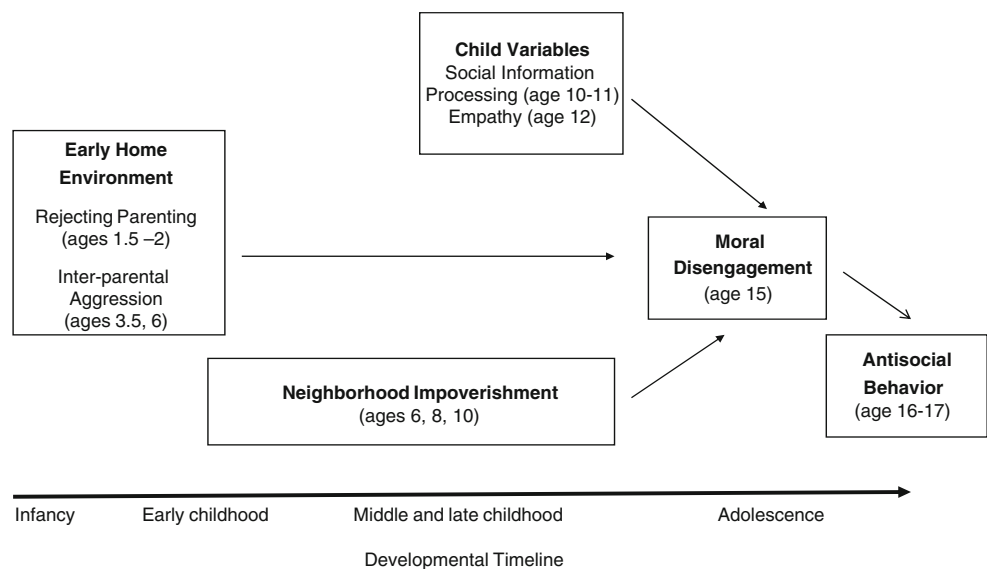 Child Variables
Social Information
Processing (age 10-11)
Empathy (age 12)
Early Home
Environment
Rejecting Parenting
(ages 1.5 –2)
Inter-parental
Aggression
(ages 3.5, 6)
Moral
Disengagement
(age 15)
Neighborhood Impoverishment
(ages 6, 8, 10)
Antisocial
Behavior
(age 16-17)
Infancy
Early childhood
Middle and late childhood
Adolescence
Developmental Timeline